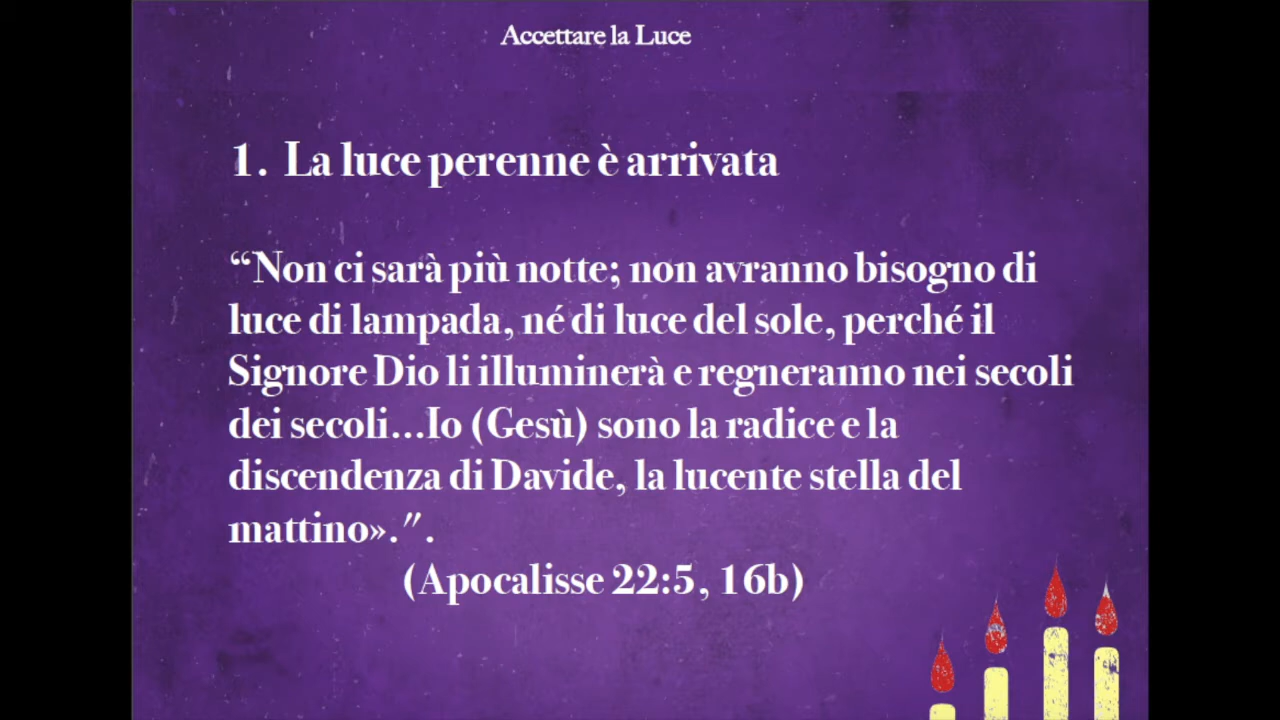 Accettare la Luce
1. La luce perenne è arrivata
“Non ci sarà più notte; non avranno bisogno di
luce di lampada, né di luce del sole, perché il
Signore Dio li illuminerà e regneranno nei secoli
dei secoli...Io (Gesù) sono la radice e la
discendenza di Davide, la lucente stella del
mattino».”.
(Apocalisse 22:5, 16b)